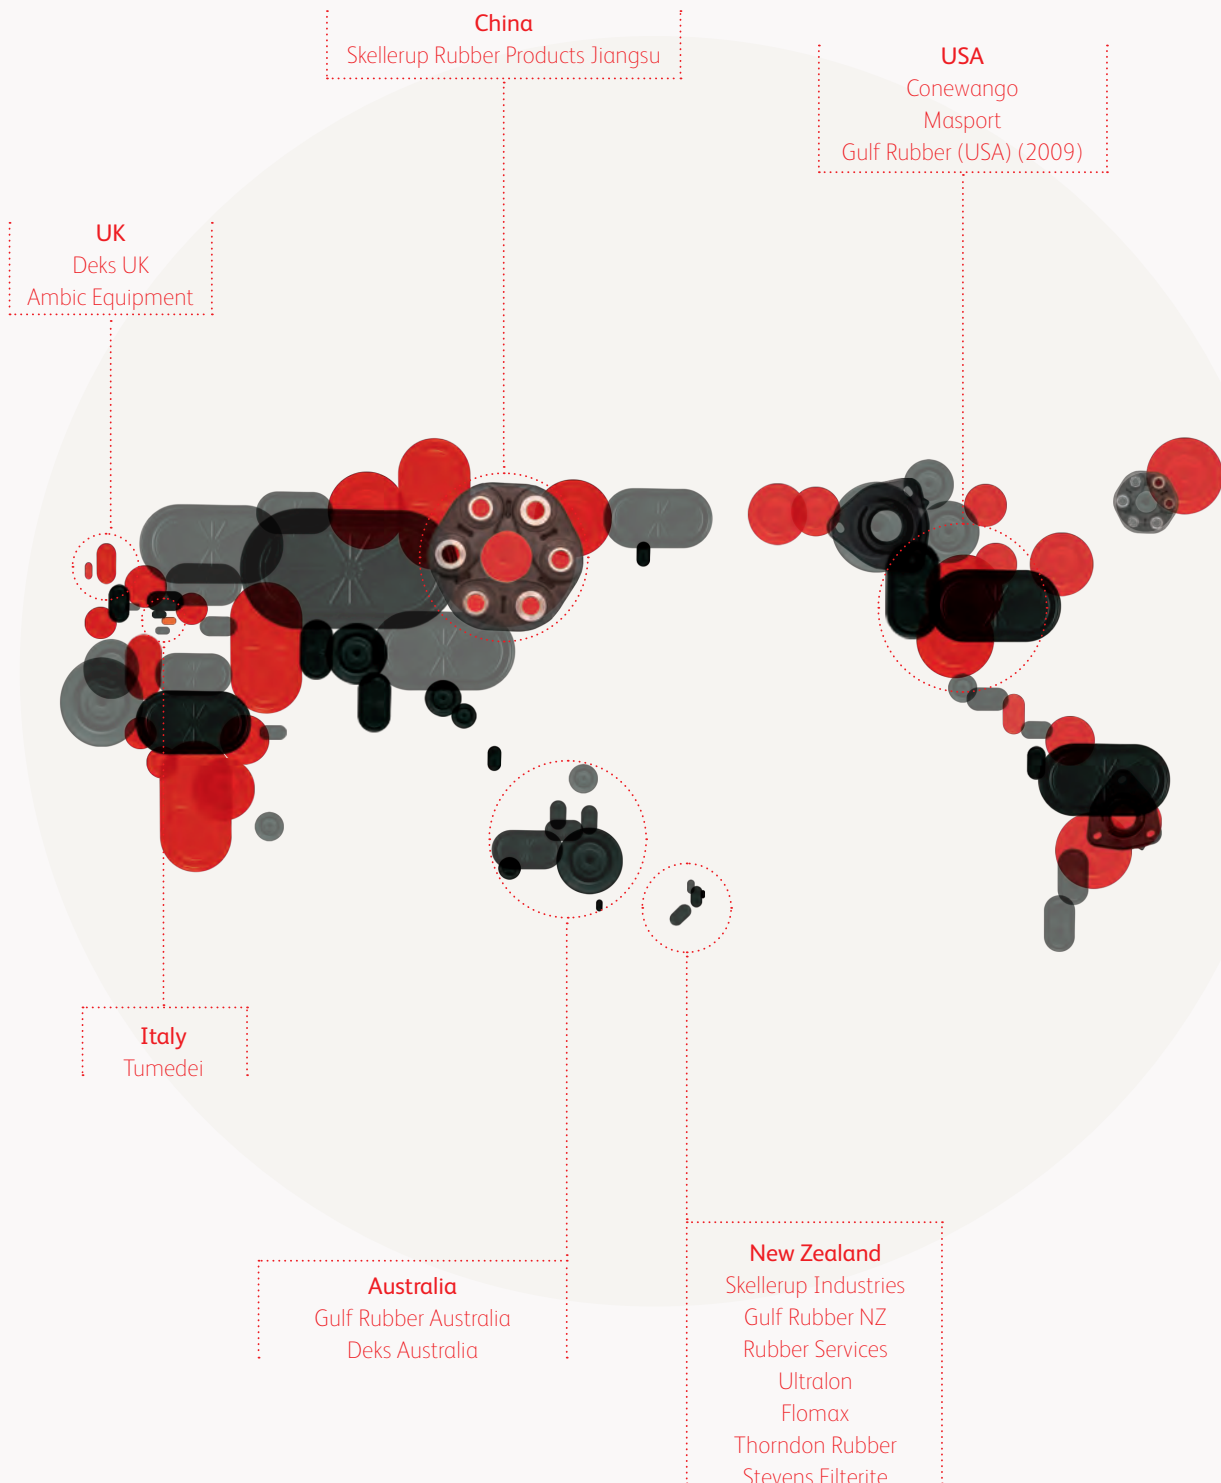 China
Skellerup Rubber Products Jiangsu
USA
Conewango
Masport
Gulf Rubber (USA) (2009)
UK
Deks UK
Ambic Equipment
Italy
Tumedei
Australia
Gulf Rubber Australia
Deks Australia
New Zealand
Skellerup Industries
Gulf Rubber NZ
Rubber Services
Ultralon
Flomax
Thorndon Rubber
Stevens Filterite